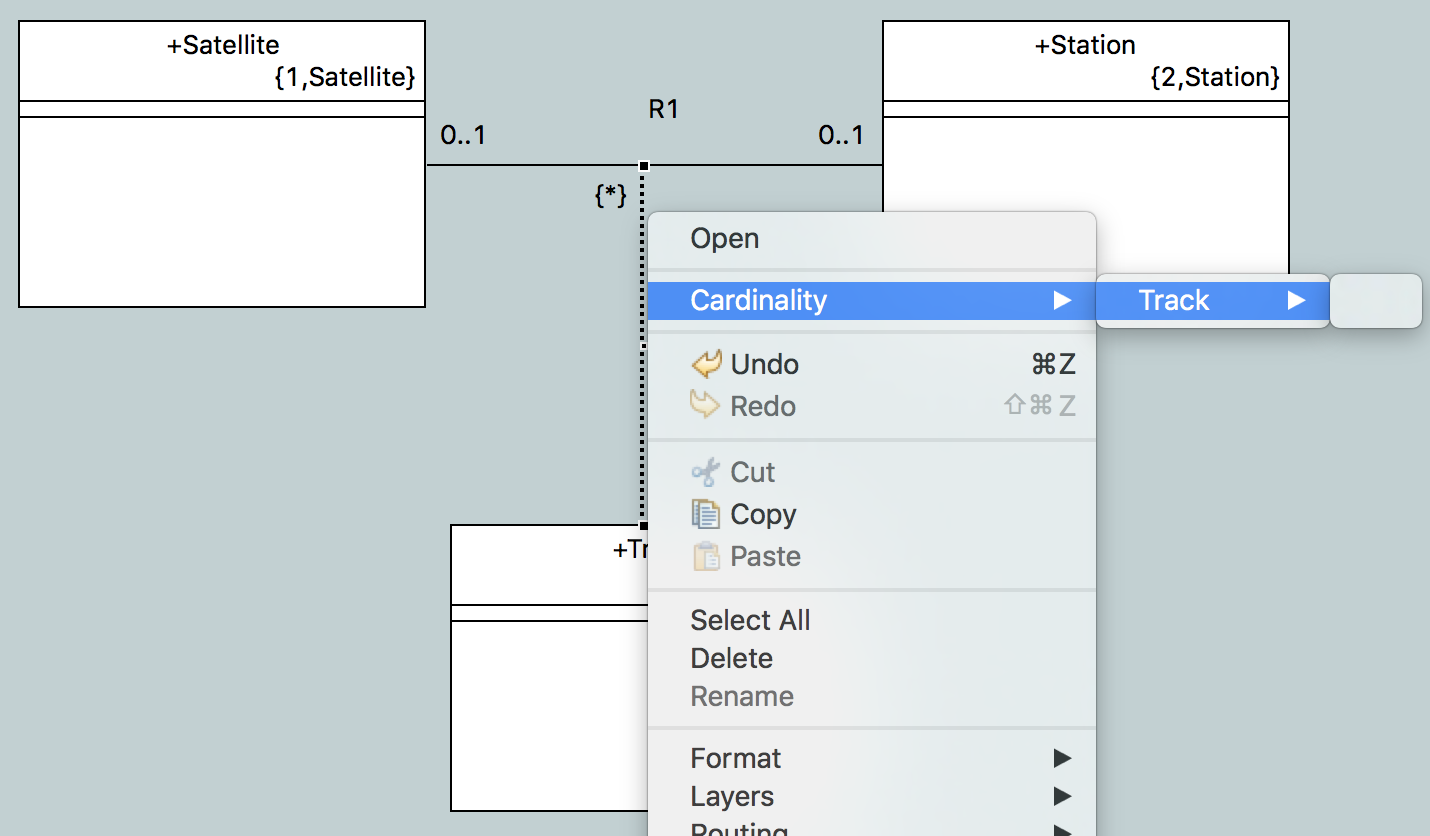 +Satellite
{1,Satellite}
+Station
{2,Station}
R1
0..1
0..1
{*}
Open
Cardinality
Track
Undo ⌘Z
Redo ⇧⌘Z
Cut
Copy
+Tr
Paste
Select All
Delete
Rename
Format
Layers
Routing